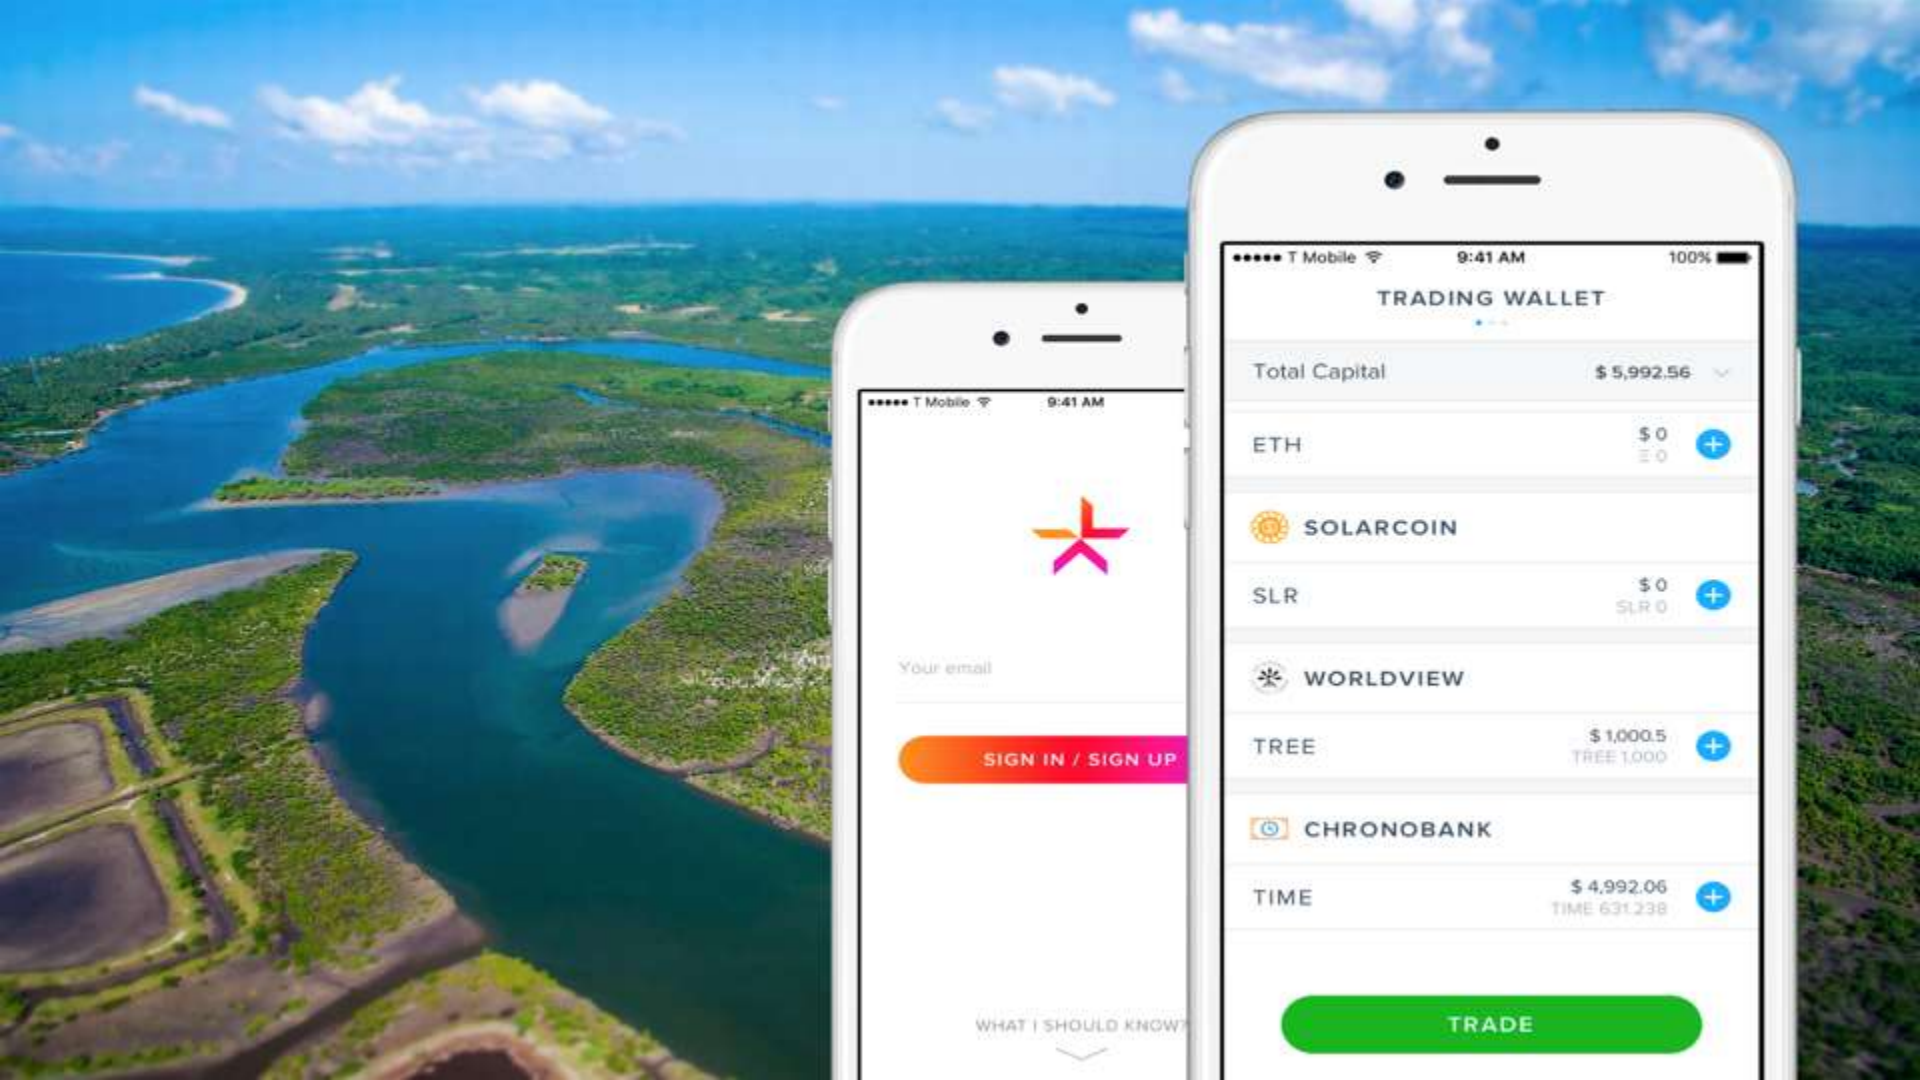 T Mobile 9:41 AM
Your email
SIGN IN / SIGN UP
WHAT I SHOULD KNOW?
T Mobile 9:41 AM 100%
TRADING WALLET
Total Capital $ 5,992.56
ETH $ 0
Ξ 0
SOLARCOIN
SLR $ 0
SLR 0
WORLDVIEW
TREE $ 1,000.5
TREE 1,000
CHRONOBANK
TIME $ 4,992.06
TIME 631.238
TRADE